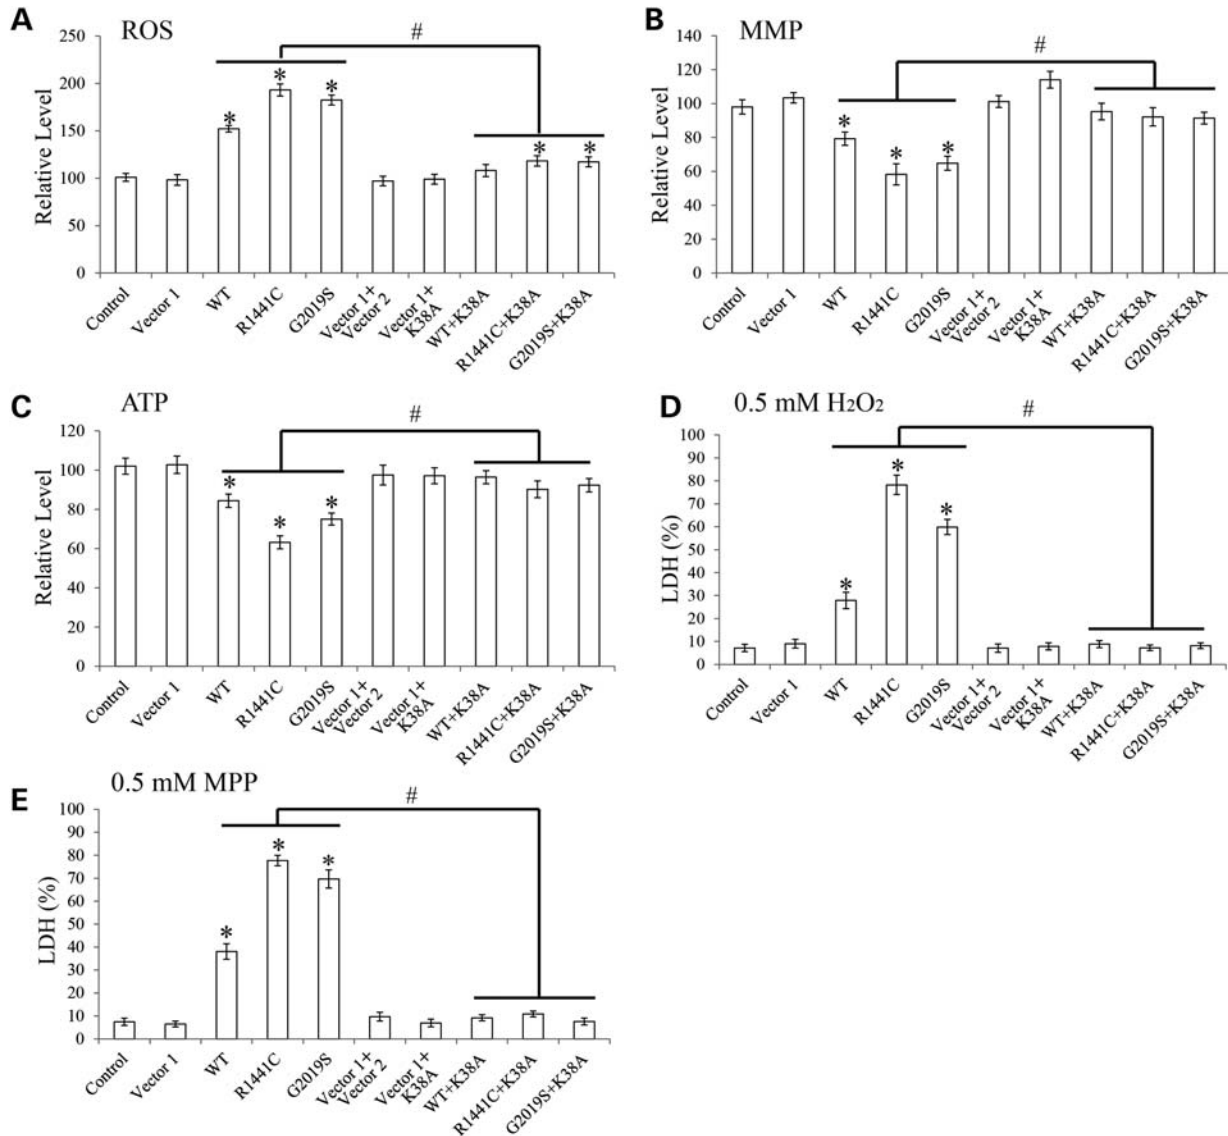 A
ROS
#
Relative Level
250
200
150
100
50
0
*
*
*
*
*
Control
Vector 1
WT
R1441C
G2019S
Vector 1+
Vector 2
Vector 1+
K38A
WT+K38A
R1441C+K38A
G2019S+K38A
B
MMP
#
Relative Level
140
120
100
80
60
40
20
0
*
*
*
Control
Vector 1
WT
R1441C
G2019S
Vector 1+
Vector 2
Vector 1+
K38A
WT+K38A
R1441C+K38A
G2019S+K38A
C
ATP
#
Relative Level
120
100
80
60
40
20
0
*
*
*
Control
Vector 1
WT
R1441C
G2019S
Vector 1+
Vector 2
Vector 1+
K38A
WT+K38A
R1441C+K38A
G2019S+K38A
D
0.5 mM H₂O₂
#
LDH (%)
100
90
80
70
60
50
40
30
20
10
0
*
*
*
Control
Vector 1
WT
R1441C
G2019S
Vector 1+
Vector 2
Vector 1+
K38A
WT+K38A
R1441C+K38A
G2019S+K38A
E
0.5 mM MPP
#
LDH (%)
100
90
80
70
60
50
40
30
20
10
0
*
*
*
Control
Vector 1
WT
R1441C
G2019S
Vector 1+
Vector 2
Vector 1+
K38A
WT+K38A
R1441C+K38A
G2019S+K38A